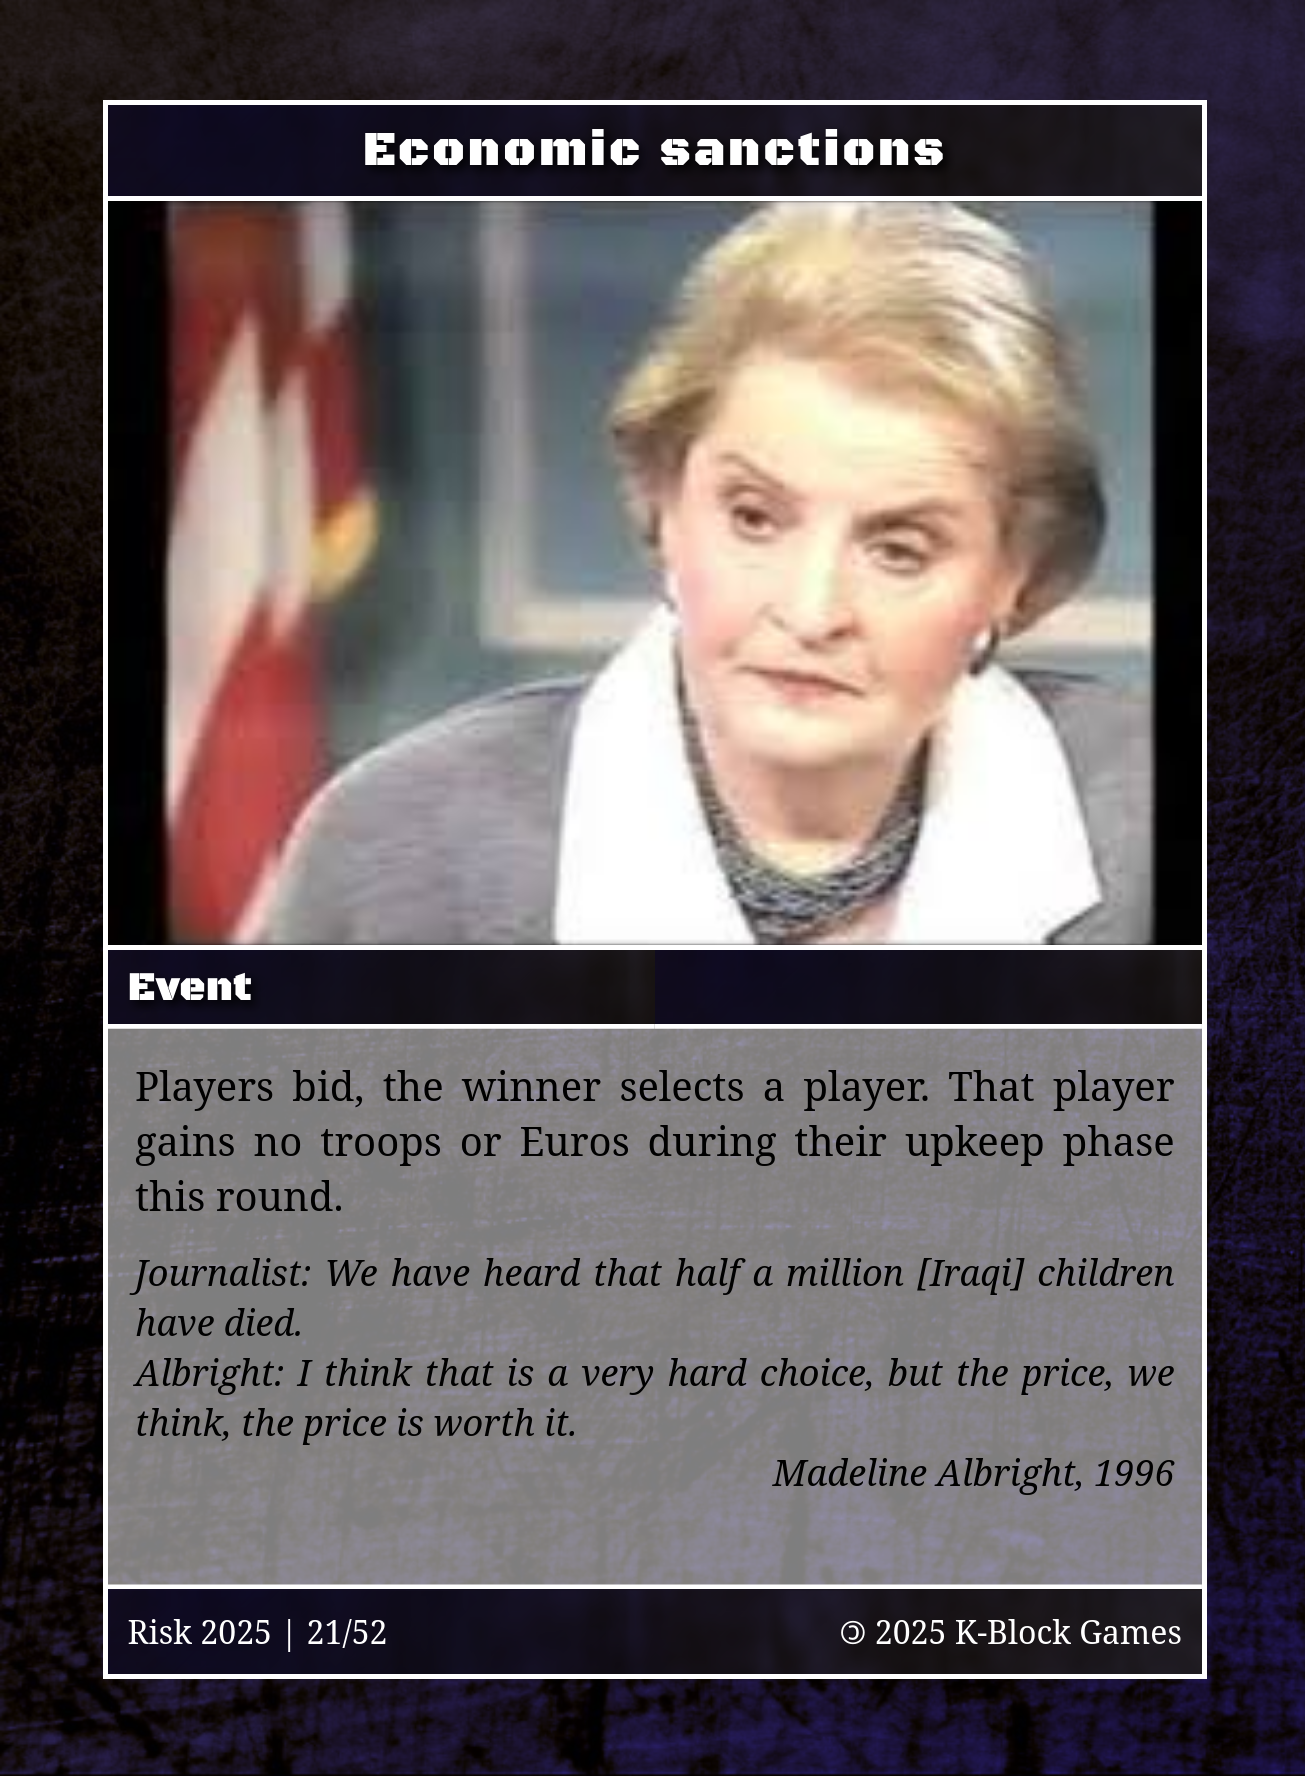 Economic sanctions
Event
Players bid, the winner selects a player. That player
gains no troops or Euros during their upkeep phase
this round.
Journalist: We have heard that half a million [Iraqi] children
have died.
Albright: I think that is a very hard choice, but the price, we
think, the price is worth it.
Madeline Albright, 1996
Risk 2025 | 21/52
🄯 2025 K-Block Games